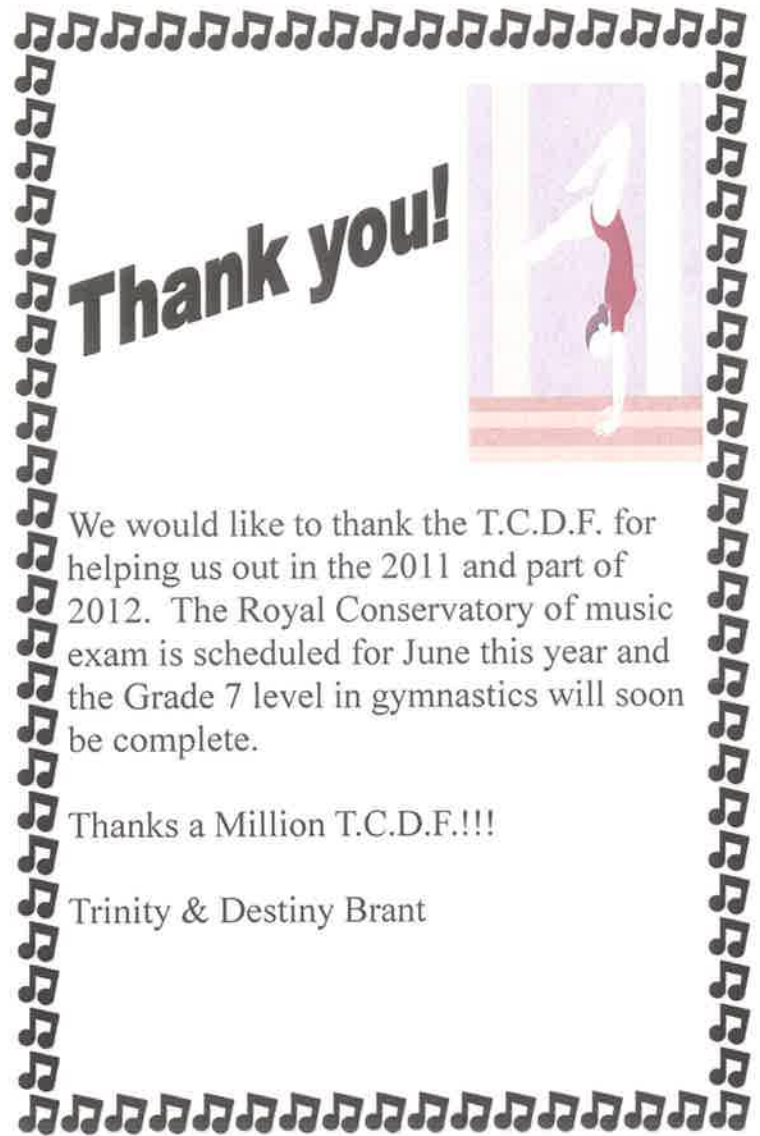 Thank you!
We would like to thank the T.C.D.F. for
helping us out in the 2011 and part of
2012. The Royal Conservatory of music
exam is scheduled for June this year and
the Grade 7 level in gymnastics will soon
be complete.
Thanks a Million T.C.D.F.!!!
Trinity & Destiny Brant